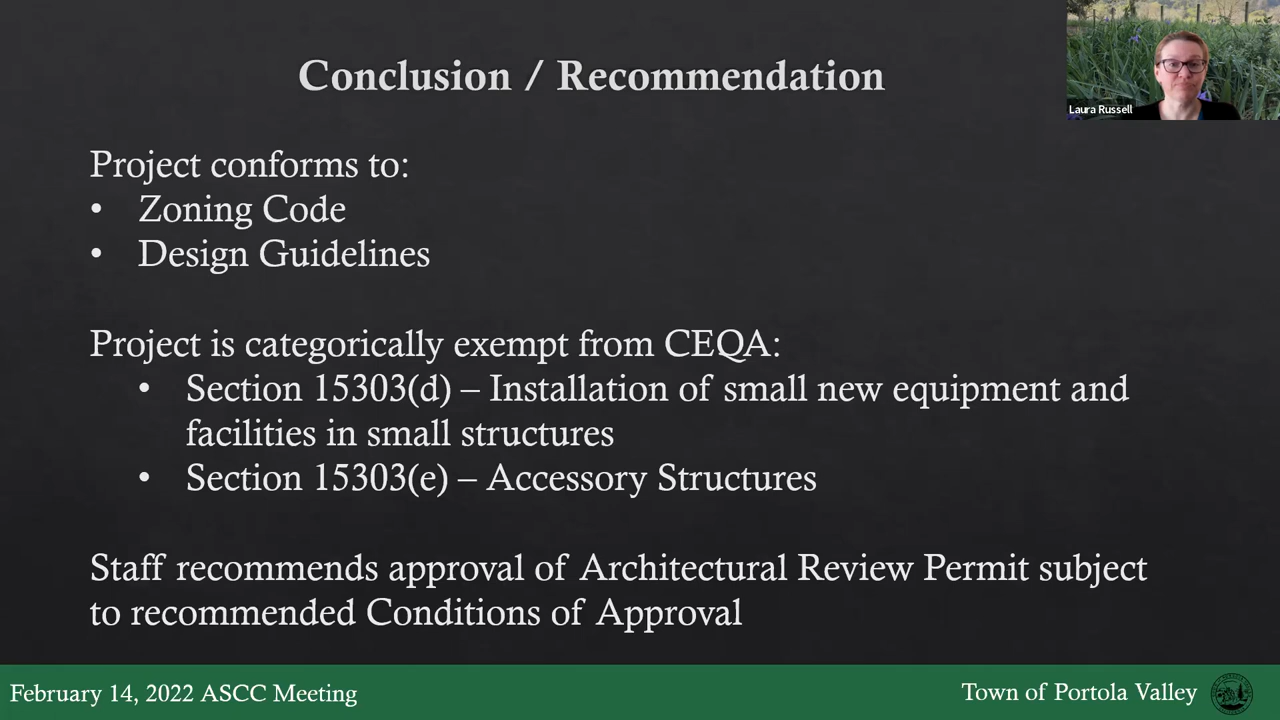 Conclusion / Recommendation
Laura Russell
Project conforms to:
• Zoning Code
• Design Guidelines
Project is categorically exempt from CEQA:
• Section 15303(d) – Installation of small new equipment and
facilities in small structures
• Section 15303(e) – Accessory Structures
Staff recommends approval of Architectural Review Permit subject
to recommended Conditions of Approval
February 14, 2022 ASCC Meeting
Town of Portola Valley